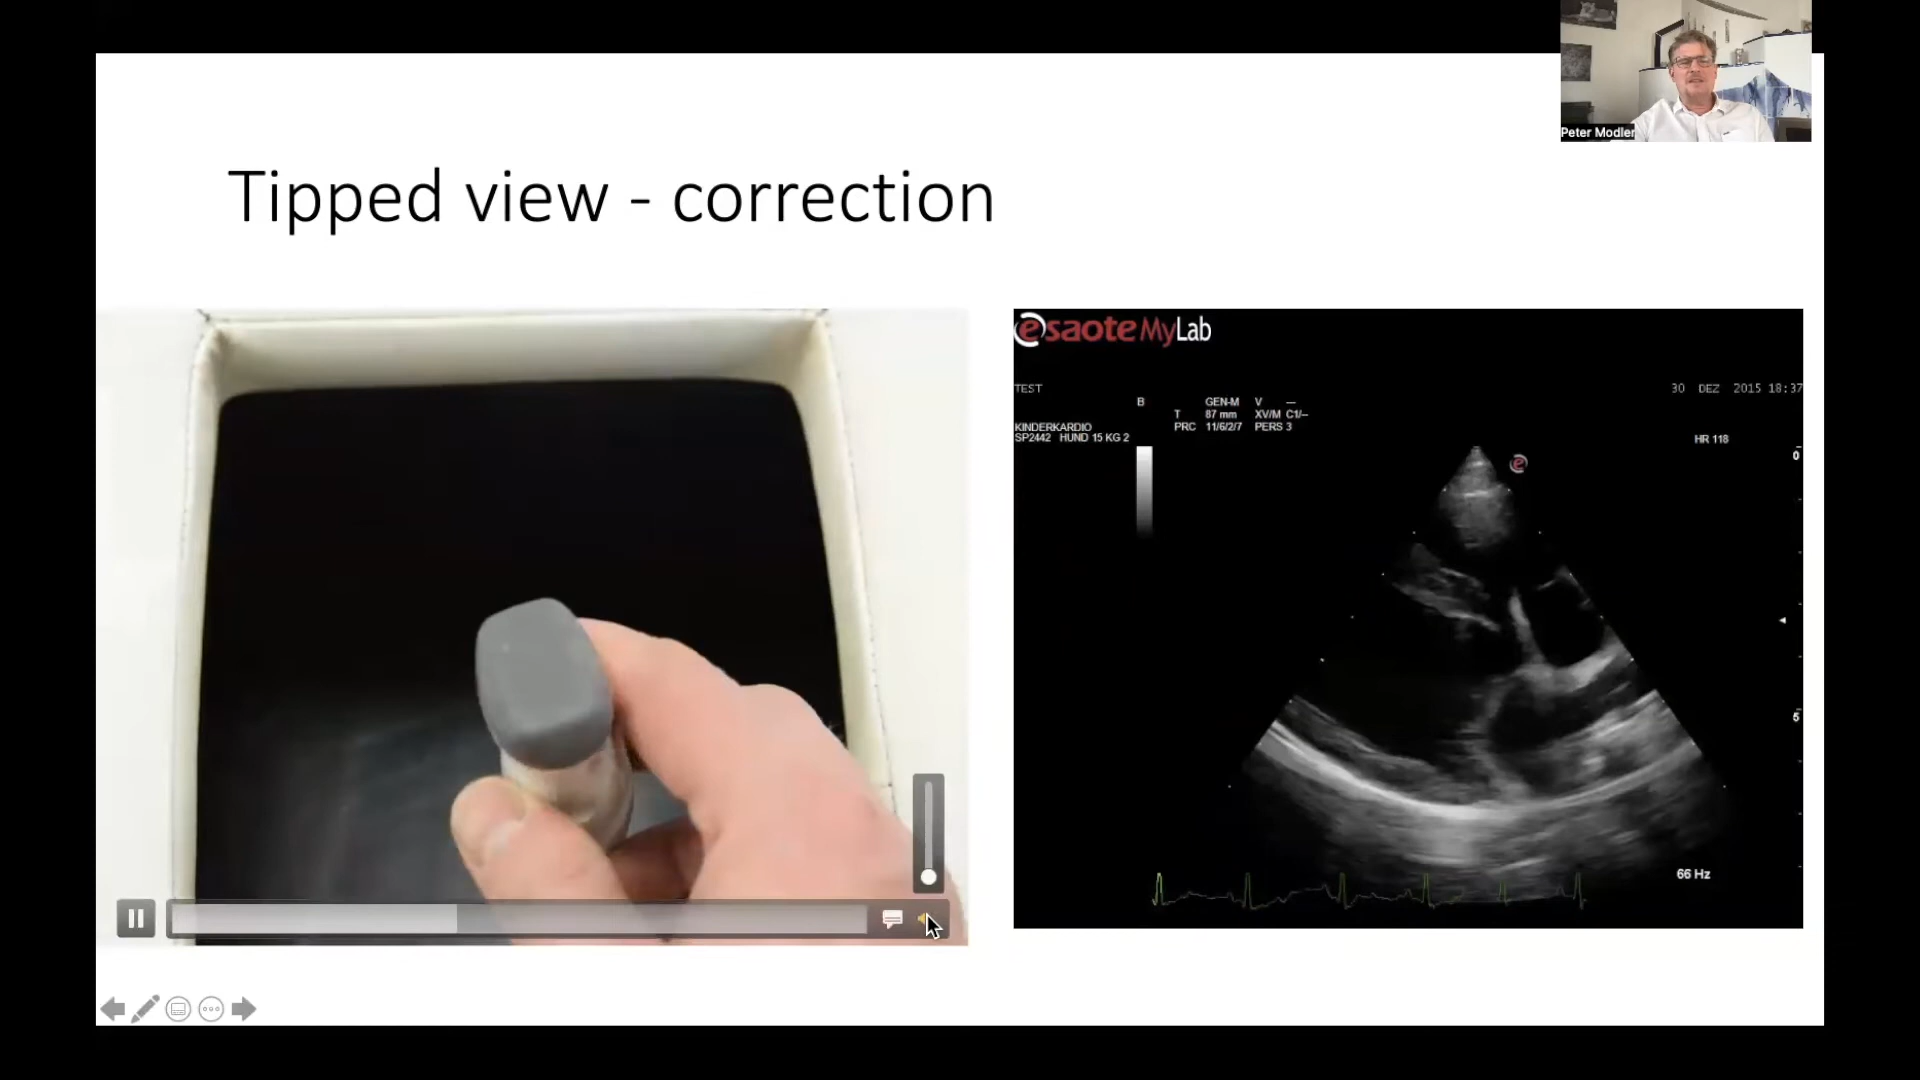 Peter Modler
Tipped view - correction
esaote MyLab
TEST
30 DEZ 2015 18:37
B GEN-M V —
T 87 mm XV/M C1/--
PRC 11/6/2/7 PERS 3
KINDERKARDIO
SP2442 HUND 15 KG 2
HR 118
0
e
5
66 Hz